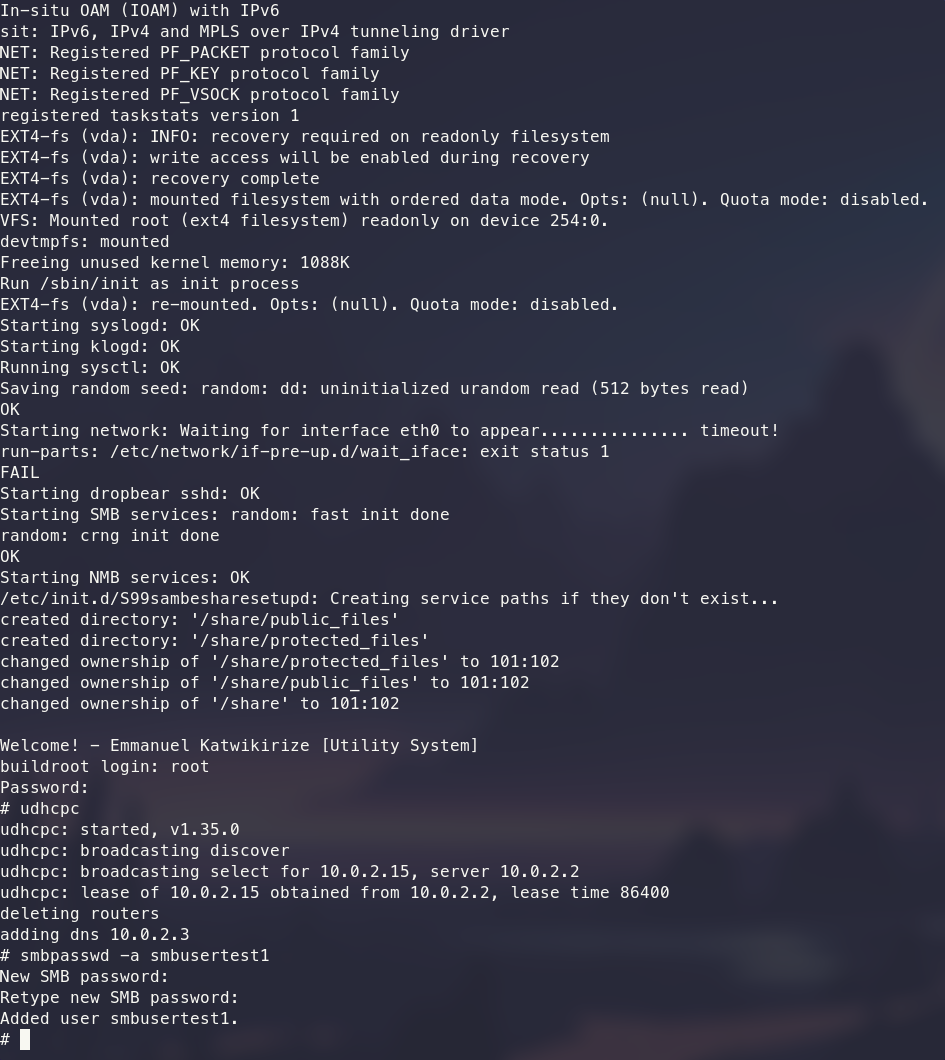 In-situ OAM (IOAM) with IPv6
sit: IPv6, IPv4 and MPLS over IPv4 tunneling driver
NET: Registered PF_PACKET protocol family
NET: Registered PF_KEY protocol family
NET: Registered PF_VSOCK protocol family
registered taskstats version 1
EXT4-fs (vda): INFO: recovery required on readonly filesystem
EXT4-fs (vda): write access will be enabled during recovery
EXT4-fs (vda): recovery complete
EXT4-fs (vda): mounted filesystem with ordered data mode. Opts: (null). Quota mode: disabled.
VFS: Mounted root (ext4 filesystem) readonly on device 254:0.
devtmpfs: mounted
Freeing unused kernel memory: 1088K
Run /sbin/init as init process
EXT4-fs (vda): re-mounted. Opts: (null). Quota mode: disabled.
Starting syslogd: OK
Starting klogd: OK
Running sysctl: OK
Saving random seed: random: dd: uninitialized urandom read (512 bytes read)
OK
Starting network: Waiting for interface eth0 to appear............... timeout!
run-parts: /etc/network/if-pre-up.d/wait_iface: exit status 1
FAIL
Starting dropbear sshd: OK
Starting SMB services: random: fast init done
random: crng init done
OK
Starting NMB services: OK
/etc/init.d/S99sambesharesetupd: Creating service paths if they don't exist...
created directory: '/share/public_files'
created directory: '/share/protected_files'
changed ownership of '/share/protected_files' to 101:102
changed ownership of '/share/public_files' to 101:102
changed ownership of '/share' to 101:102

Welcome! - Emmanuel Katwikirize [Utility System]
buildroot login: root
Password:
# udhcpc
udhcpc: started, v1.35.0
udhcpc: broadcasting discover
udhcpc: broadcasting select for 10.0.2.15, server 10.0.2.2
udhcpc: lease of 10.0.2.15 obtained from 10.0.2.2, lease time 86400
deleting routers
adding dns 10.0.2.3
# smbpasswd -a smbusertest1
New SMB password:
Retype new SMB password:
Added user smbusertest1.
#